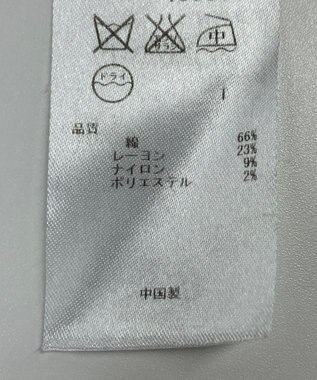 中
ドライ
品質
綿 66%
レーヨン 23%
ナイロン 9%
ポリエステル 2%
中国製